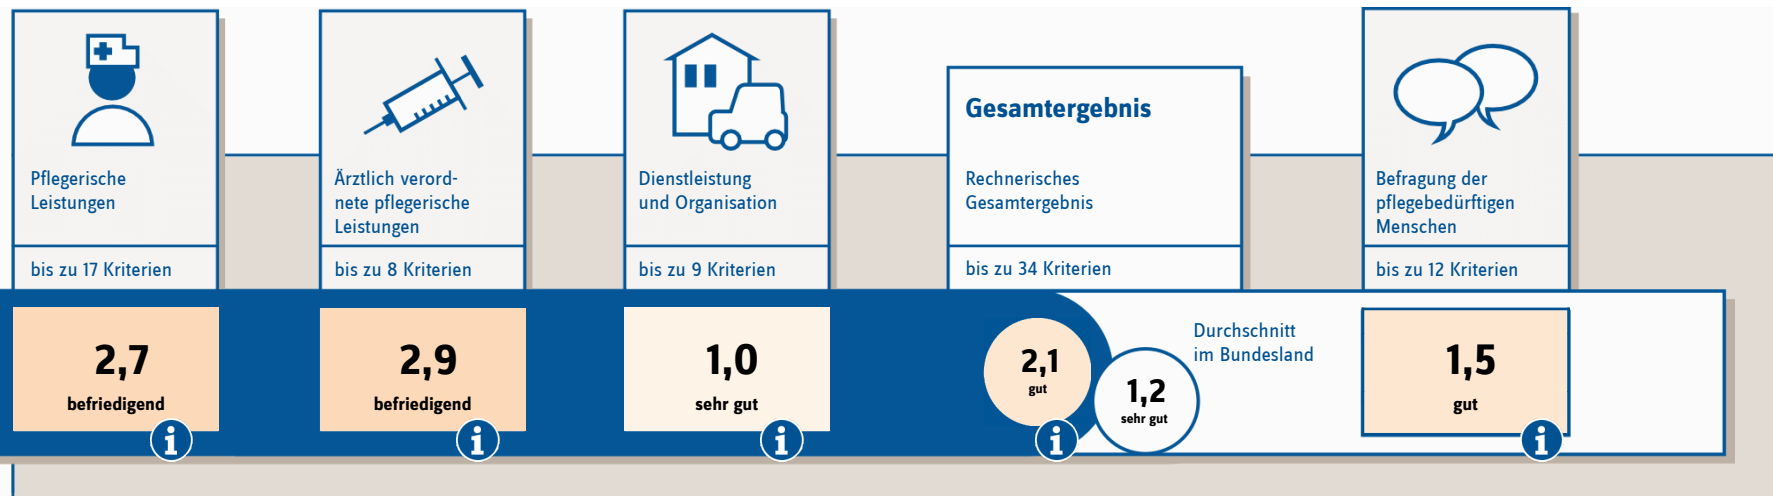 Pflegerische
Leistungen
bis zu 17 Kriterien
2,7
befriedigend
i
Ärztlich verord-
nete pflegerische
Leistungen
bis zu 8 Kriterien
2,9
befriedigend
i
Dienstleistung
und Organisation
bis zu 9 Kriterien
1,0
sehr gut
i
Gesamtergebnis
Rechnerisches
Gesamtergebnis
bis zu 34 Kriterien
2,1
gut
i
1,2
sehr gut
Durchschnitt
im Bundesland
Befragung der
pflegebedürftigen
Menschen
bis zu 12 Kriterien
1,5
gut
i